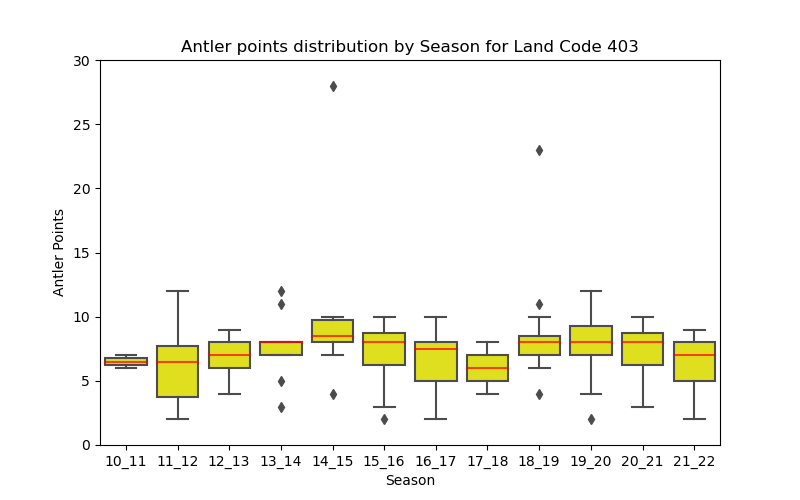 Antler points distribution by Season for Land Code 403
30
25
20
15
10
5
0
Antler Points
10_11 11_12 12_13 13_14 14_15 15_16 16_17 17_18 18_19 19_20 20_21 21_22
Season